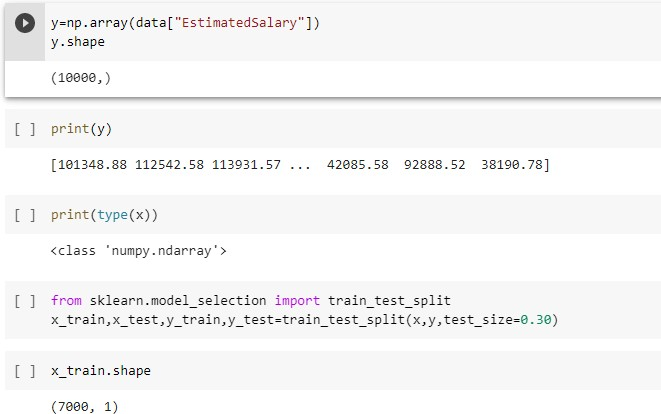 y=np.array(data["EstimatedSalary"])
y.shape
(10000,)
[ ] print(y)
[101348.88 112542.58 113931.57 ...  42085.58  92888.52  38190.78]
[ ] print(type(x))
<class 'numpy.ndarray'>
[ ] from sklearn.model_selection import train_test_split
x_train,x_test,y_train,y_test=train_test_split(x,y,test_size=0.30)
[ ] x_train.shape
(7000, 1)